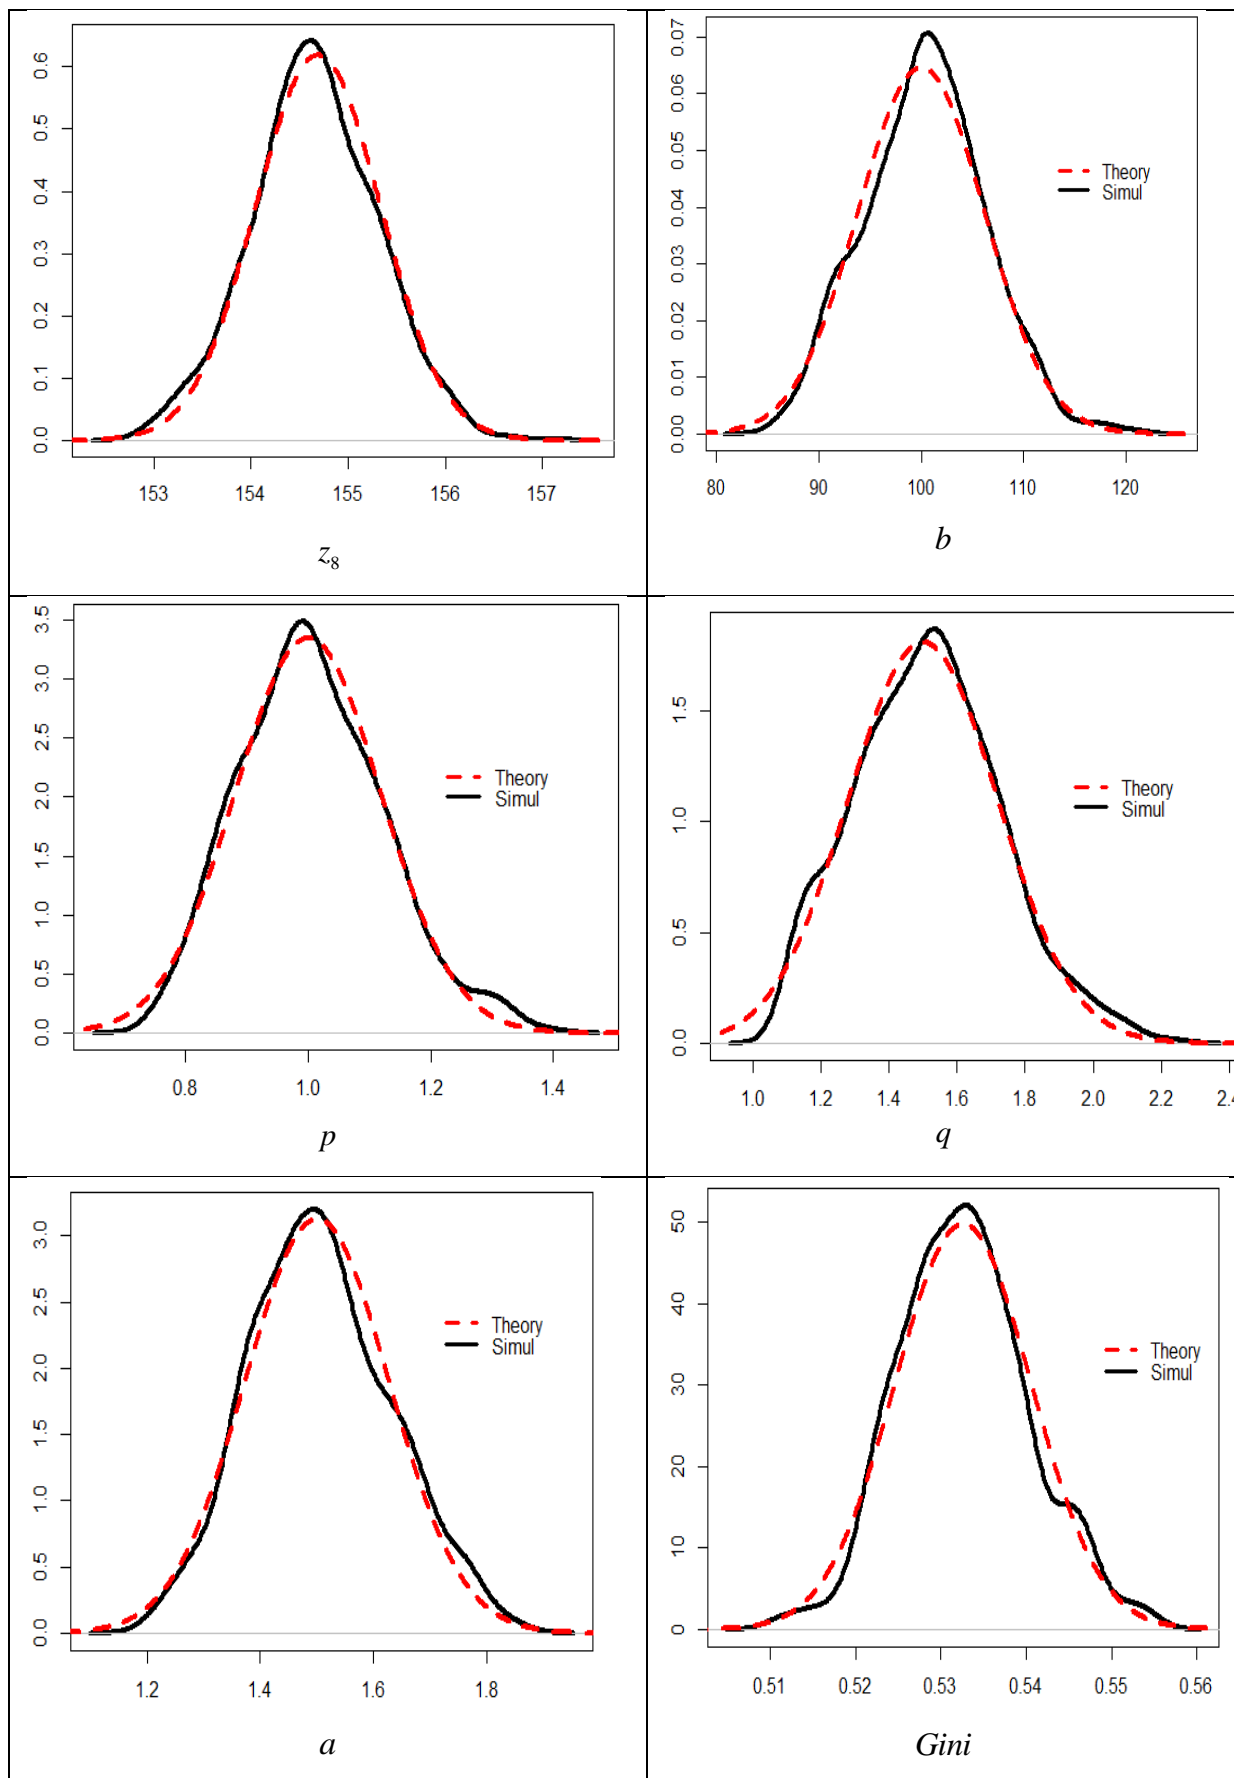 0.0 0.1 0.2 0.3 0.4 0.5 0.6
153 154 155 156 157
z8
0.00 0.01 0.02 0.03 0.04 0.05 0.06 0.07
Theory
Simul
80 90 100 110 120
b
0.0 0.5 1.0 1.5 2.0 2.5 3.0 3.5
Theory
Simul
0.8 1.0 1.2 1.4
p
0.0 0.5 1.0 1.5
Theory
Simul
1.0 1.2 1.4 1.6 1.8 2.0 2.2 2.4
q
0.0 0.5 1.0 1.5 2.0 2.5 3.0
Theory
Simul
1.2 1.4 1.6 1.8
a
0 10 20 30 40 50
Theory
Simul
0.51 0.52 0.53 0.54 0.55 0.56
Gini